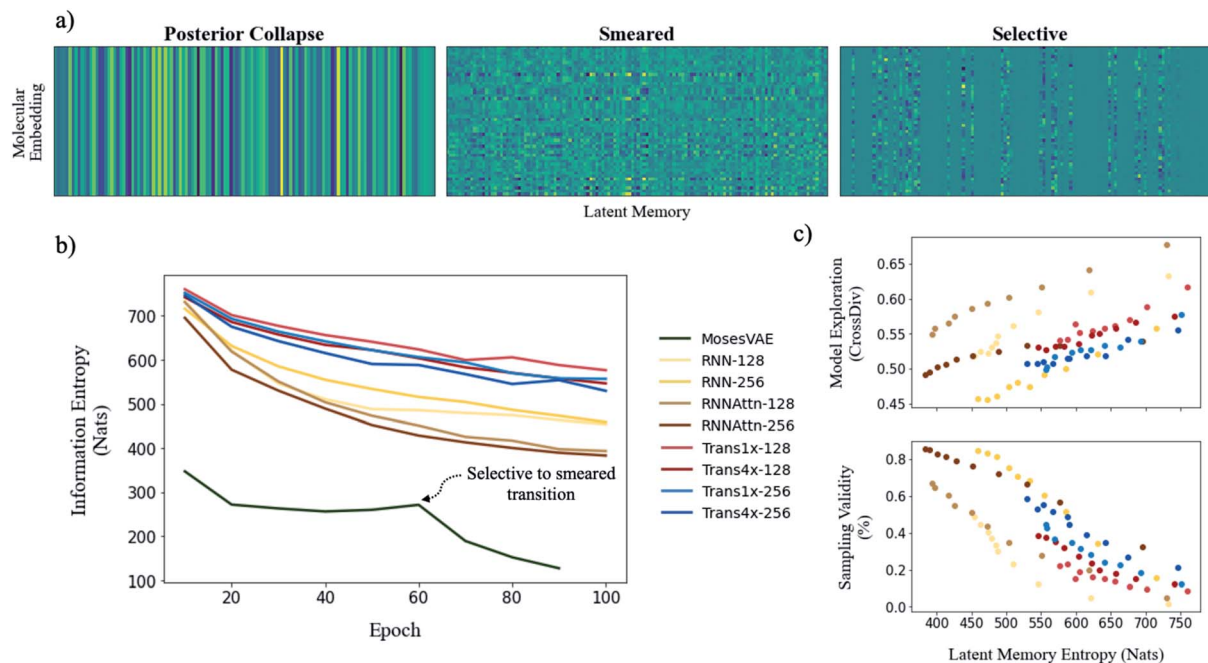 a)
Posterior Collapse
Smeared
Selective
Molecular
Embedding
Latent Memory
b)
Information Entropy
(Nats)
700
600
500
400
300
200
100
20
40
60
80
100
Epoch
Selective to smeared
transition
MosesVAE
RNN-128
RNN-256
RNNAttn-128
RNNAttn-256
Trans1x-128
Trans4x-128
Trans1x-256
Trans4x-256
c)
Model Exploration
(CrossDiv)
0.65
0.60
0.55
0.50
0.45
Sampling Validity
(%)
0.8
0.6
0.4
0.2
0.0
400
450
500
550
600
650
700
750
Latent Memory Entropy (Nats)